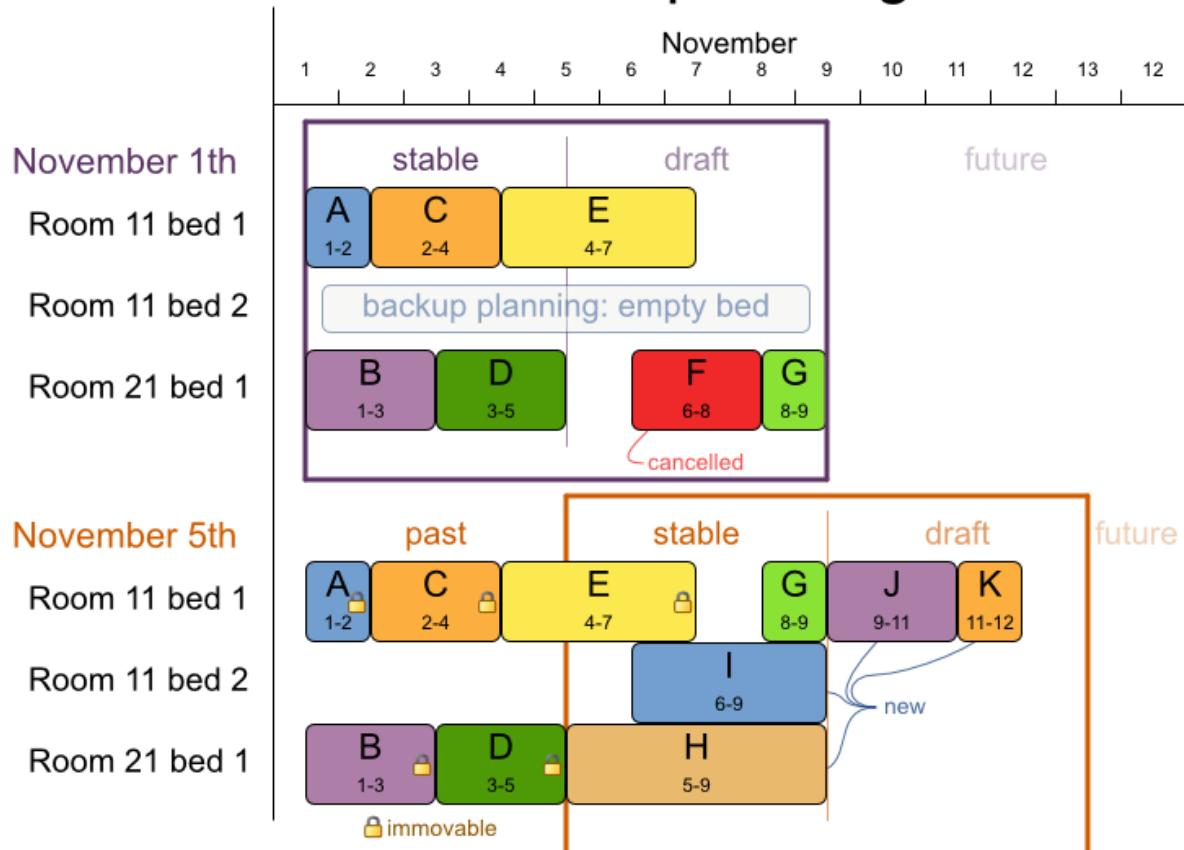 November
1 2 3 4 5 6 7 8 9 10 11 12 13 12
November 1th stable draft future
Room 11 bed 1
A C E
1-2 2-4 4-7
Room 11 bed 2 backup planning: empty bed
Room 21 bed 1
B D F G
1-3 3-5 6-8 8-9
cancelled
November 5th past stable draft future
Room 11 bed 1
A C E G J K
1-2 2-4 4-7 8-9 9-11 11-12
Room 11 bed 2
I
6-9
new
Room 21 bed 1
B D H
1-3 3-5 5-9
immovable